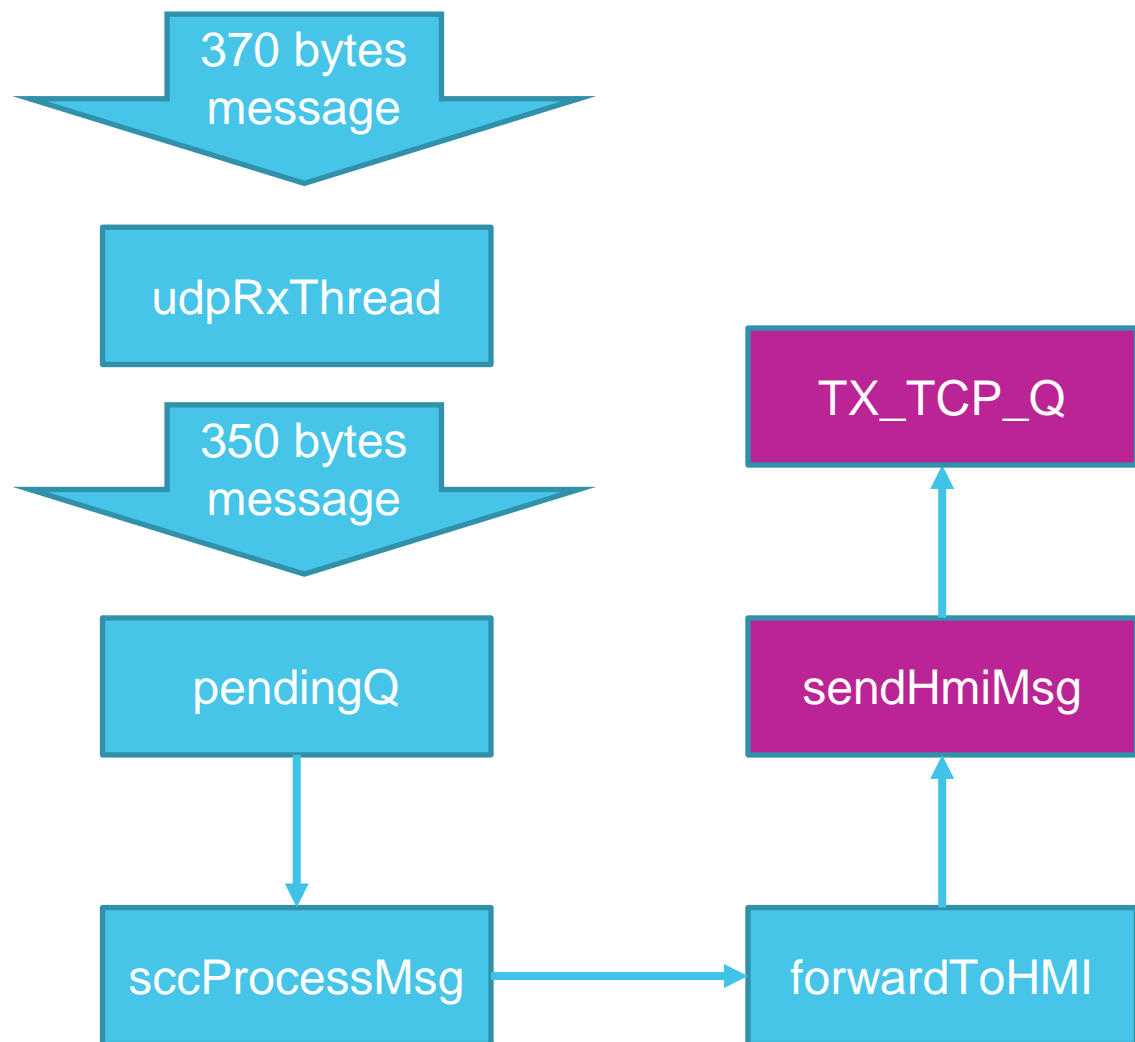 370 bytes
message
udpRxThread
350 bytes
message
pendingQ
sccProcessMsg
forwardToHMI
sendHmiMsg
TX_TCP_Q